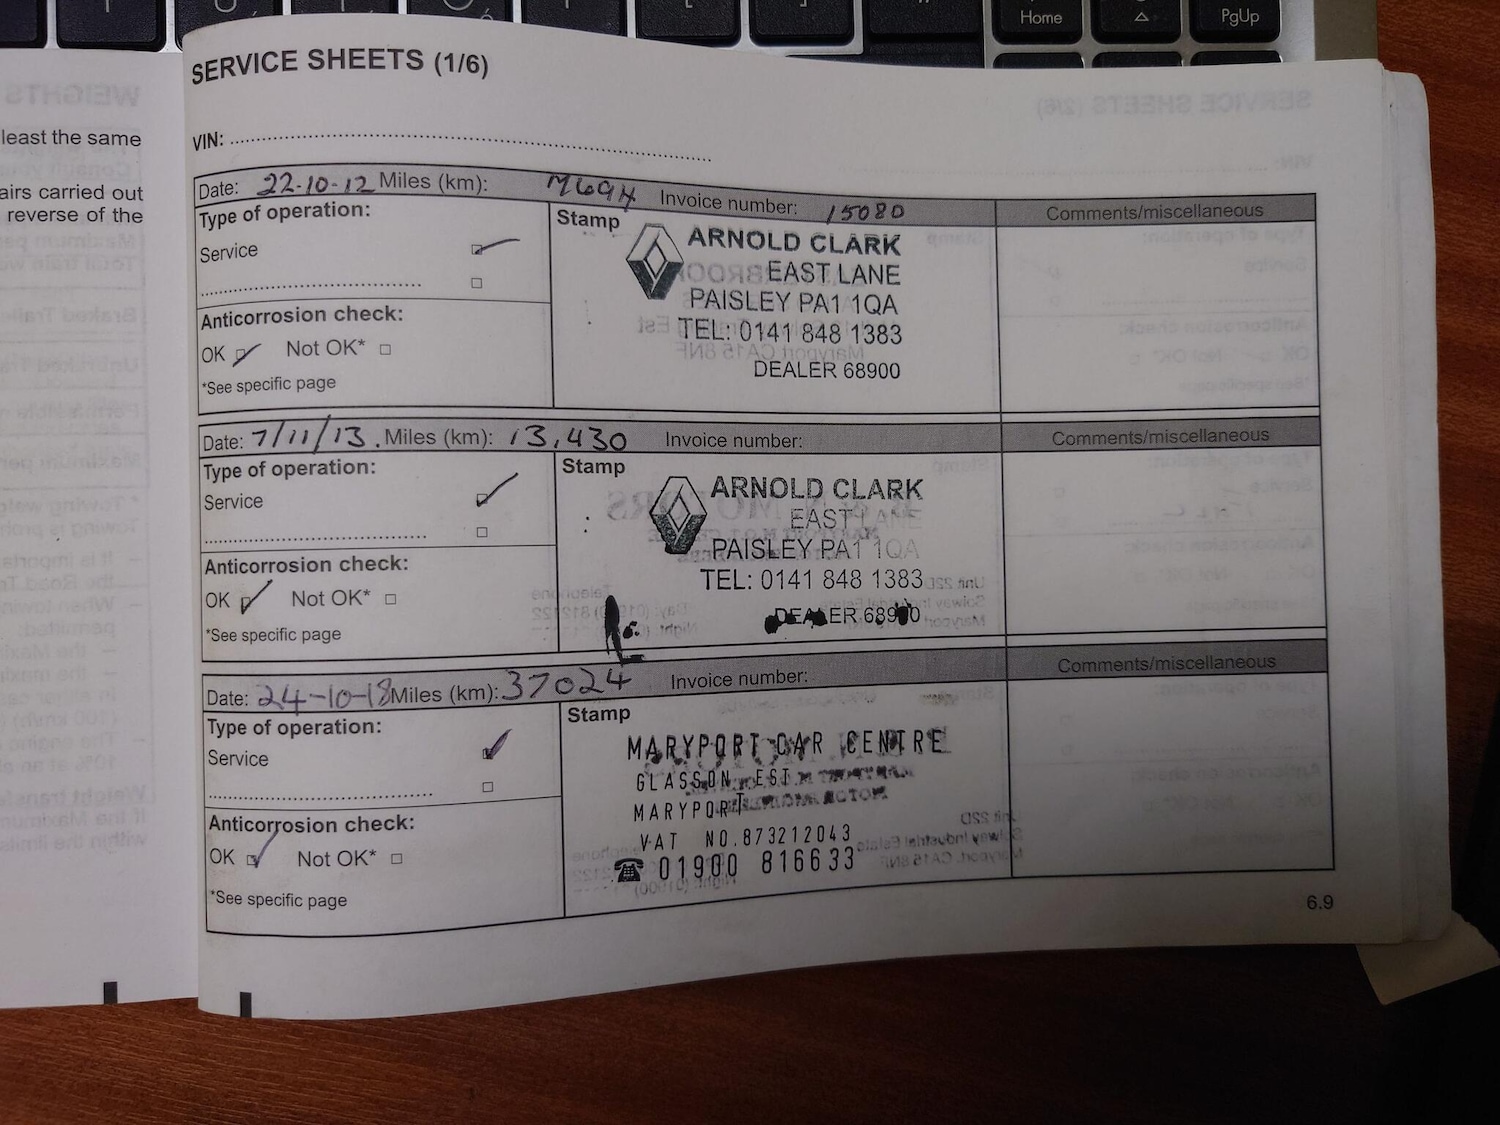 Home
PgUp
SERVICE SHEETS (1/6)
WEIGHTS
least the same
airs carried out
reverse of the
VIN:
Date: 22-10-12 Miles (km): 7694 Invoice number: 15080
Comments/miscellaneous
Type of operation:
Service
Anticorrosion check:
OK Not OK*
*See specific page
Stamp
ARNOLD CLARK
EAST LANE
PAISLEY PA1 1QA
TEL: 0141 848 1383
DEALER 68900
Date: 7/11/13. Miles (km): 13,430 Invoice number:
Comments/miscellaneous
Type of operation:
Service
Anticorrosion check:
OK Not OK*
*See specific page
Stamp
ARNOLD CLARK
EAST LANE
PAISLEY PA1 1QA
TEL: 0141 848 1383
DEALER 68900
Date: 24-10-18 Miles (km): 37024 Invoice number:
Comments/miscellaneous
Type of operation:
Service
Anticorrosion check:
OK Not OK*
*See specific page
Stamp
MARYPORT CAR CENTRE
GLASSON EST
MARYPORT
VAT NO.873212043
☎ 01900 816633
6.9